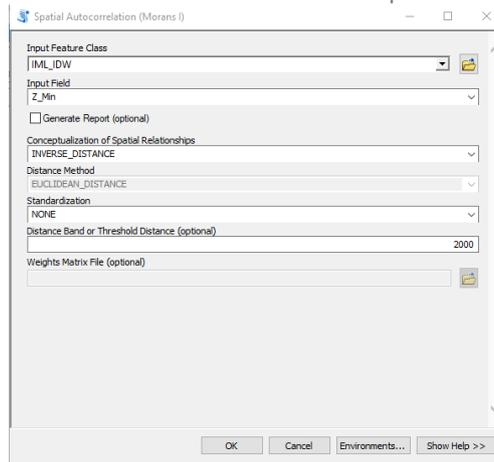 Spatial Autocorrelation (Morans I)
Input Feature Class
IML_IDW
Input Field
Z_Min
Generate Report (optional)
Conceptualization of Spatial Relationships
INVERSE_DISTANCE
Distance Method
EUCLIDEAN_DISTANCE
Standardization
NONE
Distance Band or Threshold Distance (optional)
2000
Weights Matrix File (optional)
OK Cancel Environments... Show Help >>